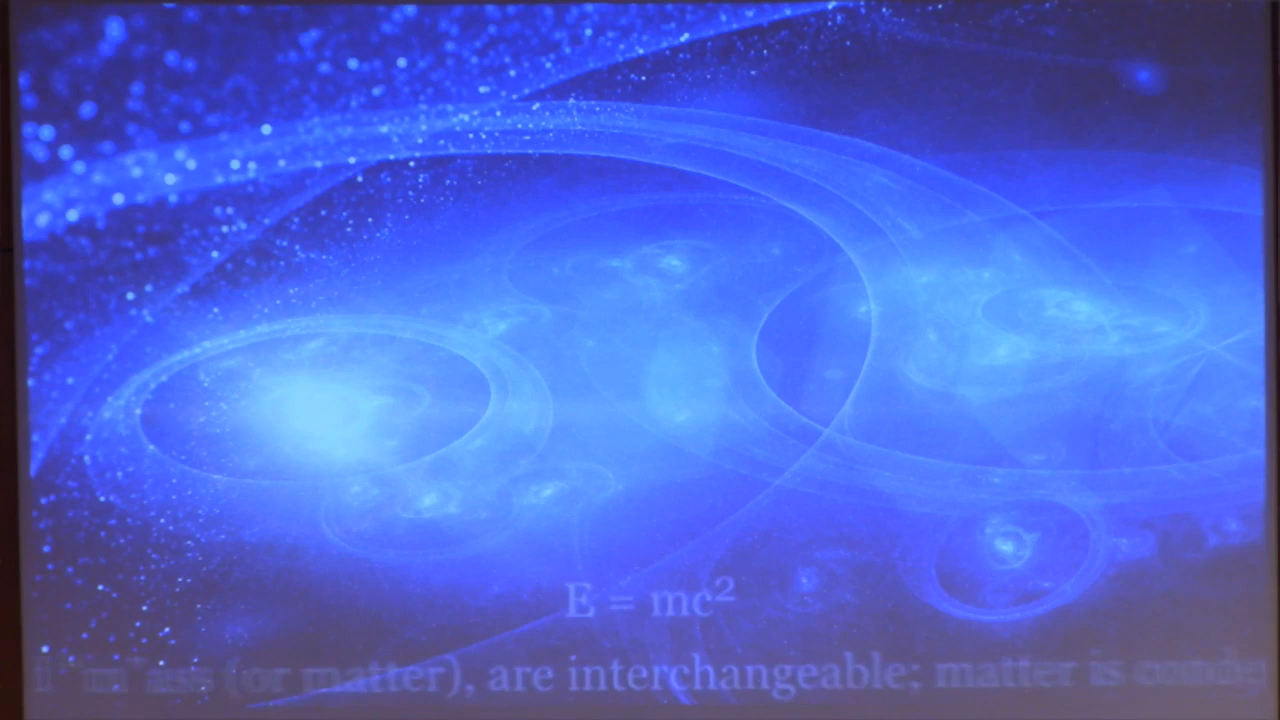 E = mc²
(or matter), are interchangeable; matter is